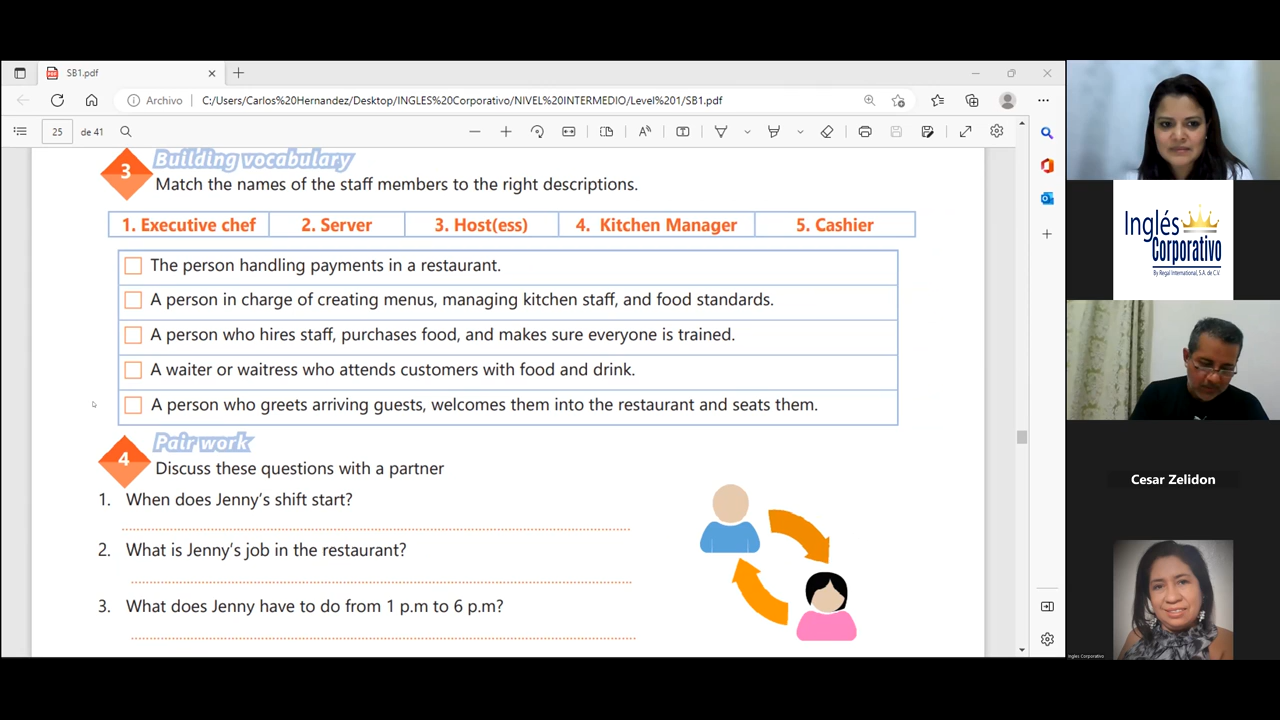 SB1.pdf
Archivo
C:/Users/Carlos%20Hernandez/Desktop/INGLES%20Corporativo/NIVEL%20INTERMEDIO/Level%201/SB1.pdf
25 de 41
3 Building vocabulary
Match the names of the staff members to the right descriptions.
1. Executive chef
2. Server
3. Host(ess)
4. Kitchen Manager
5. Cashier
The person handling payments in a restaurant.
A person in charge of creating menus, managing kitchen staff, and food standards.
A person who hires staff, purchases food, and makes sure everyone is trained.
A waiter or waitress who attends customers with food and drink.
A person who greets arriving guests, welcomes them into the restaurant and seats them.
4 Pair work
Discuss these questions with a partner
1. When does Jenny's shift start?
2. What is Jenny's job in the restaurant?
3. What does Jenny have to do from 1 p.m to 6 p.m?
Inglés
Corporativo
By Regal International, S.A. de C.V.
Cesar Zelidon
Ingles Corporativo